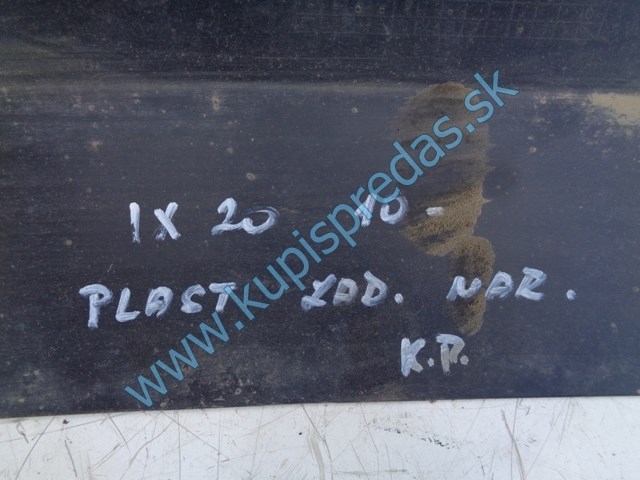 IX 20 10-
PLAST ZAD. NAR.
K.P.
www.kupispredas.sk